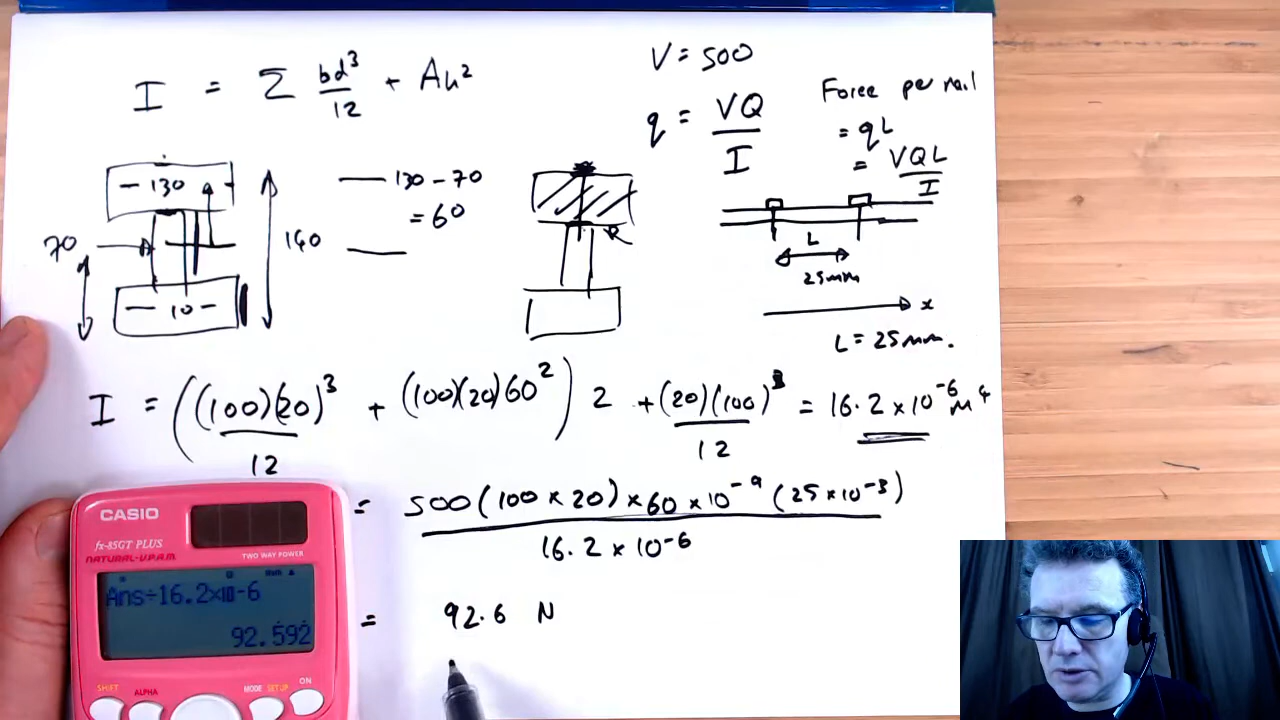 I = Σ bd³/12 + Ah²
V = 500
q = VQ/I
Force per nail
= qL
= VQL/I
- 130 -
130 - 70
= 60
70
140
- 10 -
L
25mm
x
L = 25mm.
I = ((100)(20)³/12 + (100)(20)60²) 2 + (20)(100)³/12 = 16.2 x 10⁻⁶ M⁴
= 500(100 x 20) x 60 x 10⁻⁹ (25 x 10⁻³) / 16.2 x 10⁻⁶
= 92.6 N
CASIO
fx-85GT PLUS
TWO WAY POWER
NATURAL-V.P.A.M.
Ans÷16.2x10-6
92.592
SHIFT
ALPHA
MODE SETUP
ON